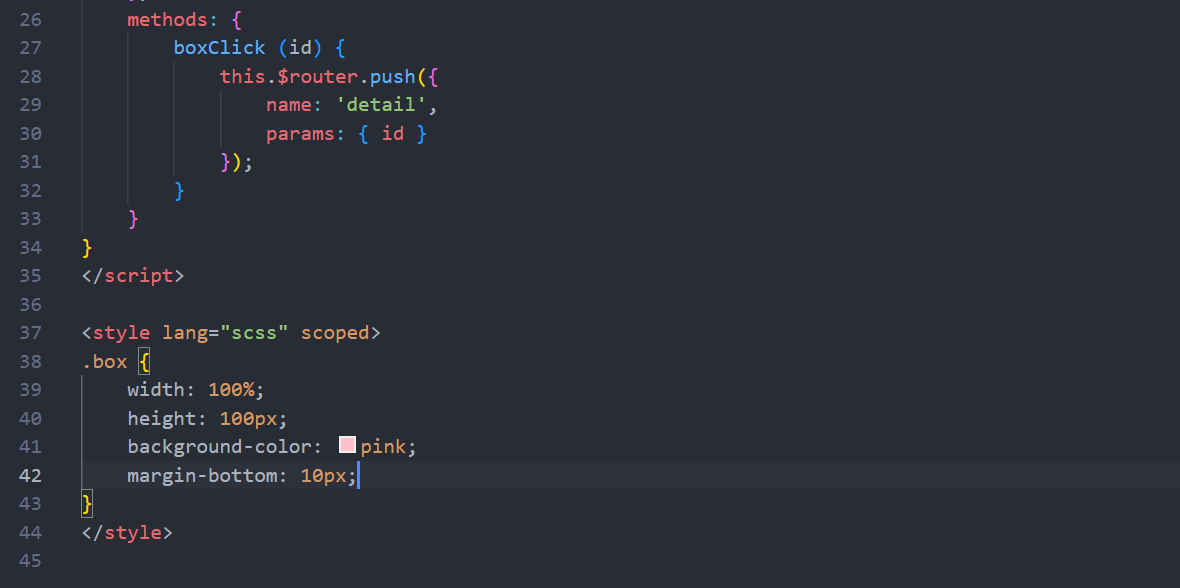 26 methods: {
27 boxClick (id) {
28 this.$router.push({
29 name: 'detail',
30 params: { id }
31 });
32 }
33 }
34 }
35 </script>
36
37 <style lang="scss" scoped>
38 .box {
39 width: 100%;
40 height: 100px;
41 background-color: pink;
42 margin-bottom: 10px;
43 }
44 </style>
45